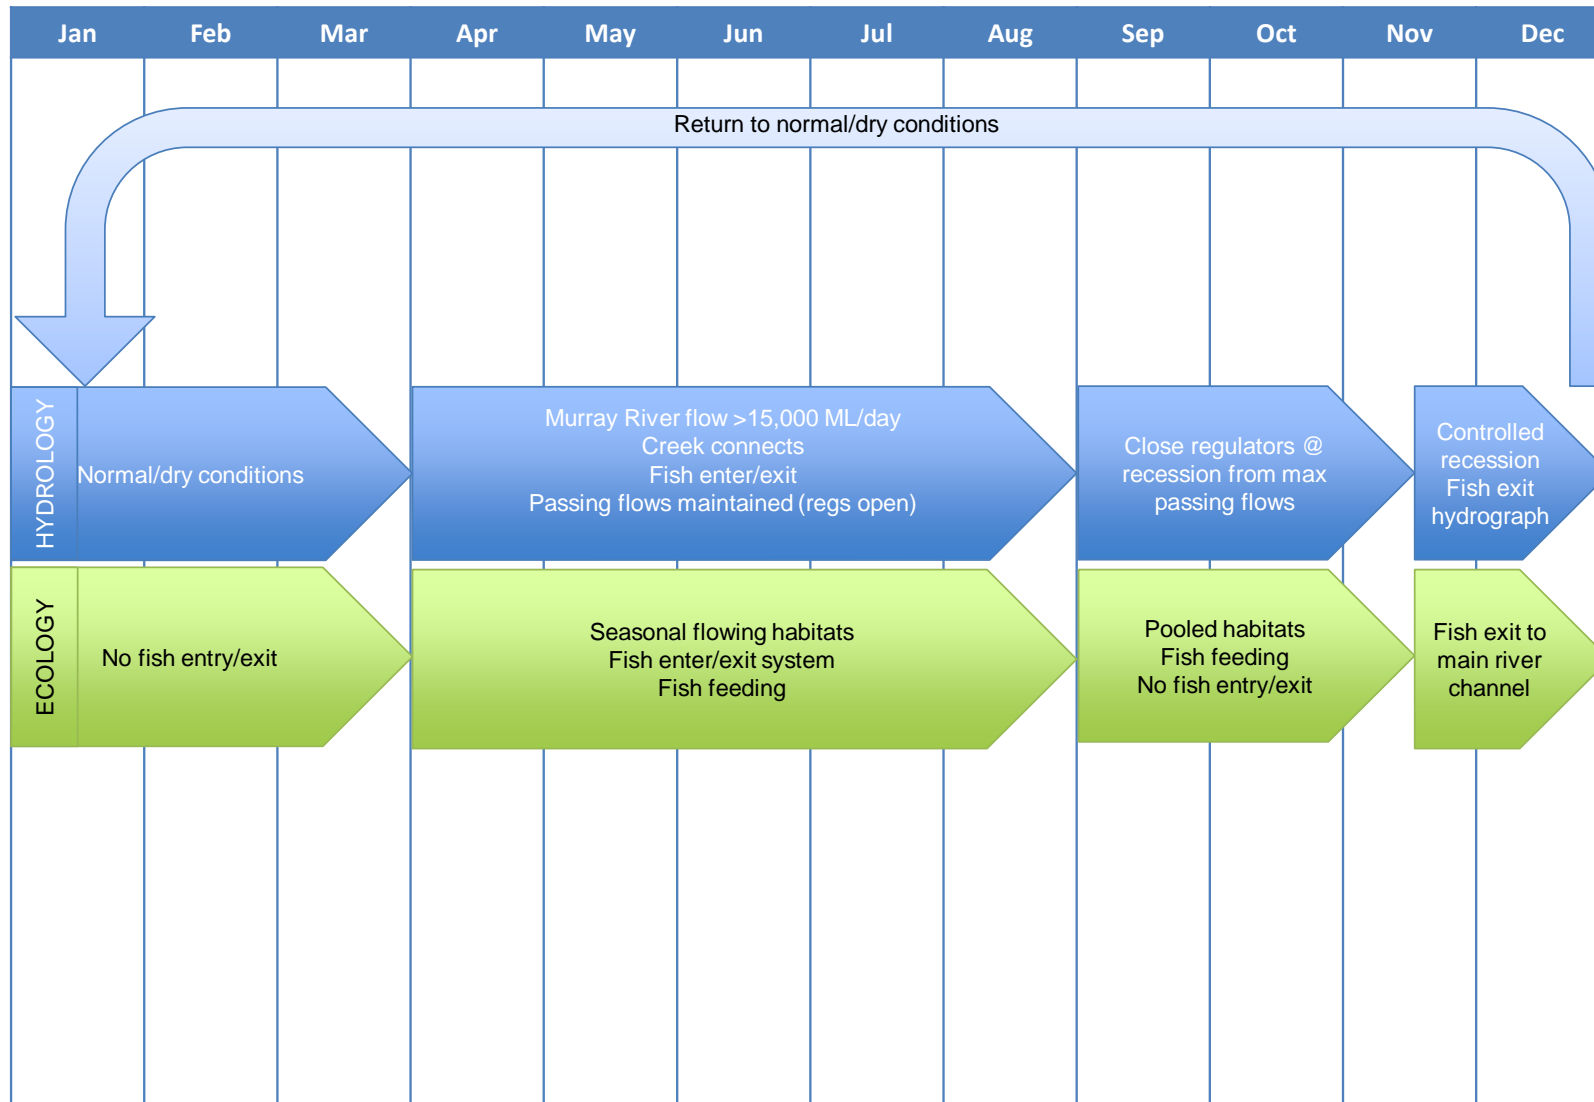 Jan Feb Mar Apr May Jun Jul Aug Sep Oct Nov Dec
Return to normal/dry conditions
HYDROLOGY
Normal/dry conditions
Murray River flow >15,000 ML/day
Creek connects
Fish enter/exit
Passing flows maintained (regs open)
Close regulators @
recession from max
passing flows
Controlled
recession
Fish exit
hydrograph
ECOLOGY
No fish entry/exit
Seasonal flowing habitats
Fish enter/exit system
Fish feeding
Pooled habitats
Fish feeding
No fish entry/exit
Fish exit to
main river
channel